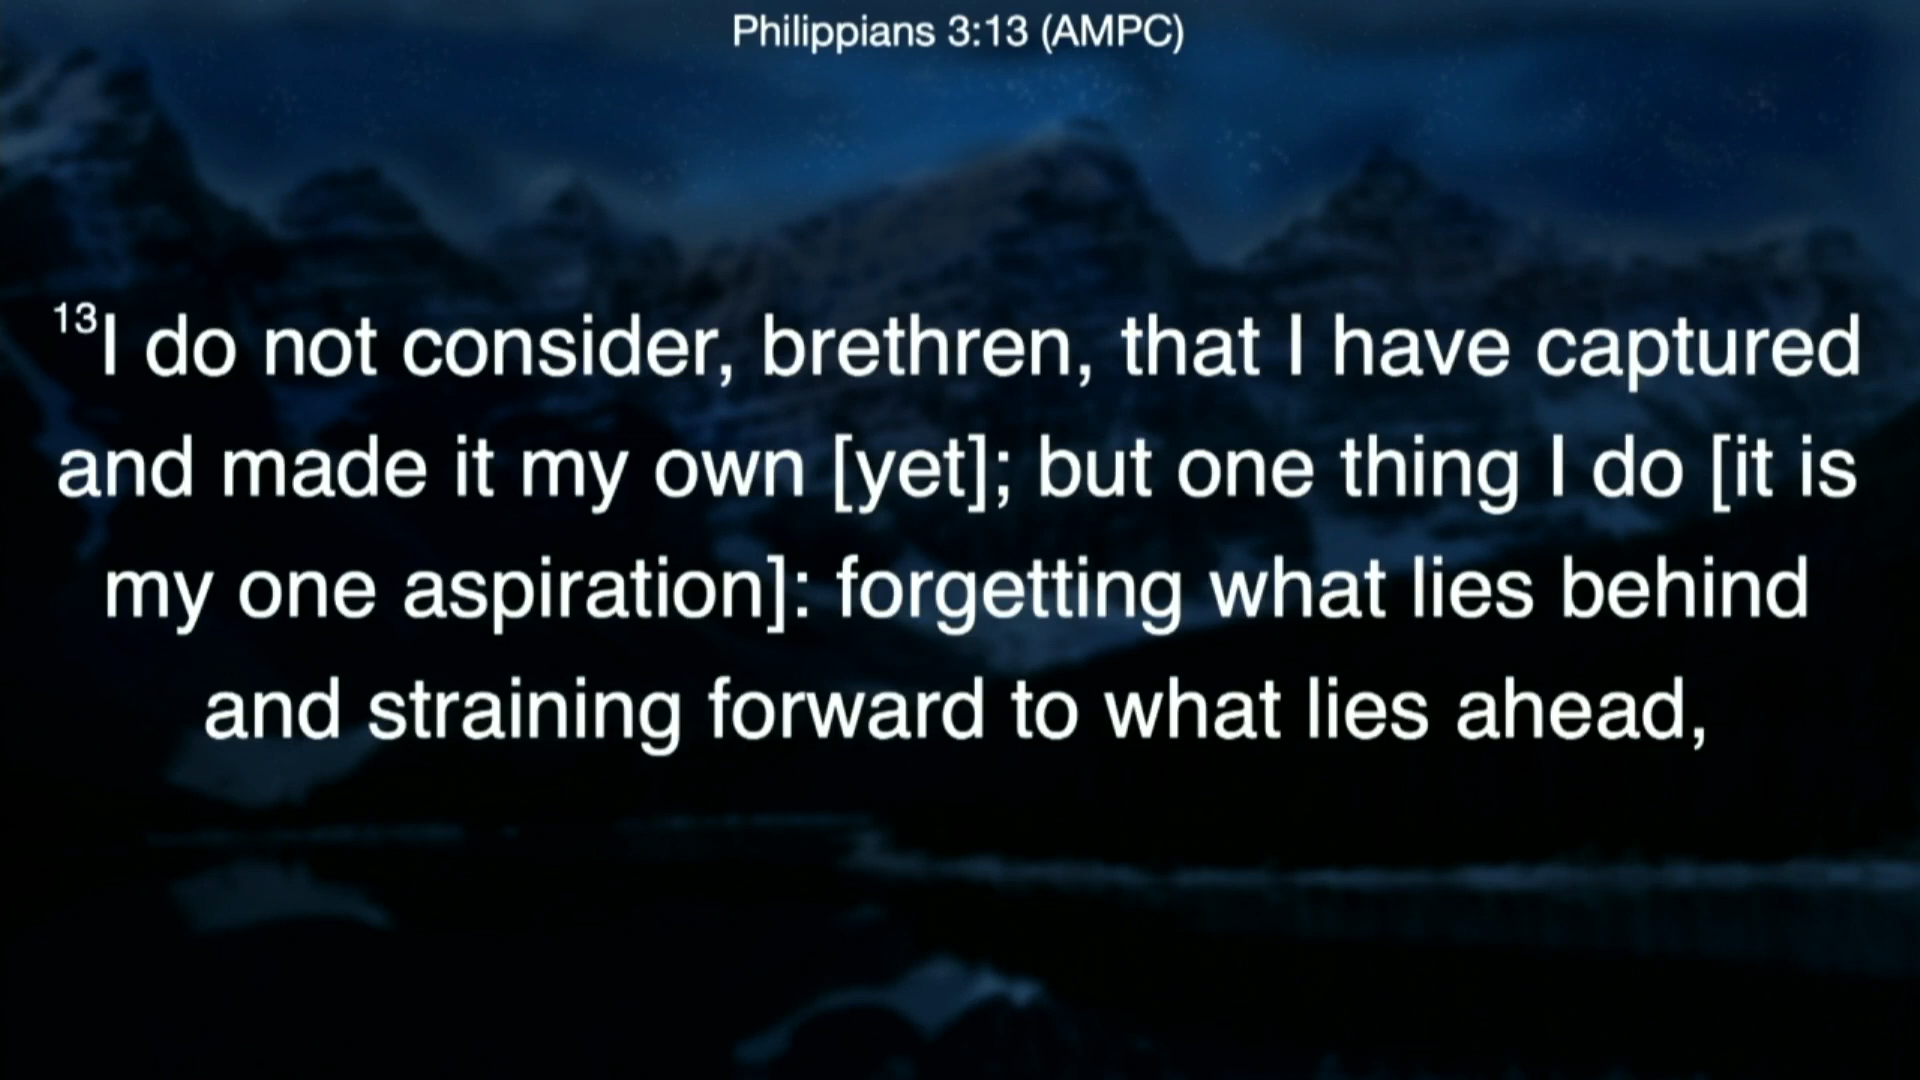 Philippians 3:13 (AMPC)
13I do not consider, brethren, that I have captured
and made it my own [yet]; but one thing I do [it is
my one aspiration]: forgetting what lies behind
and straining forward to what lies ahead,